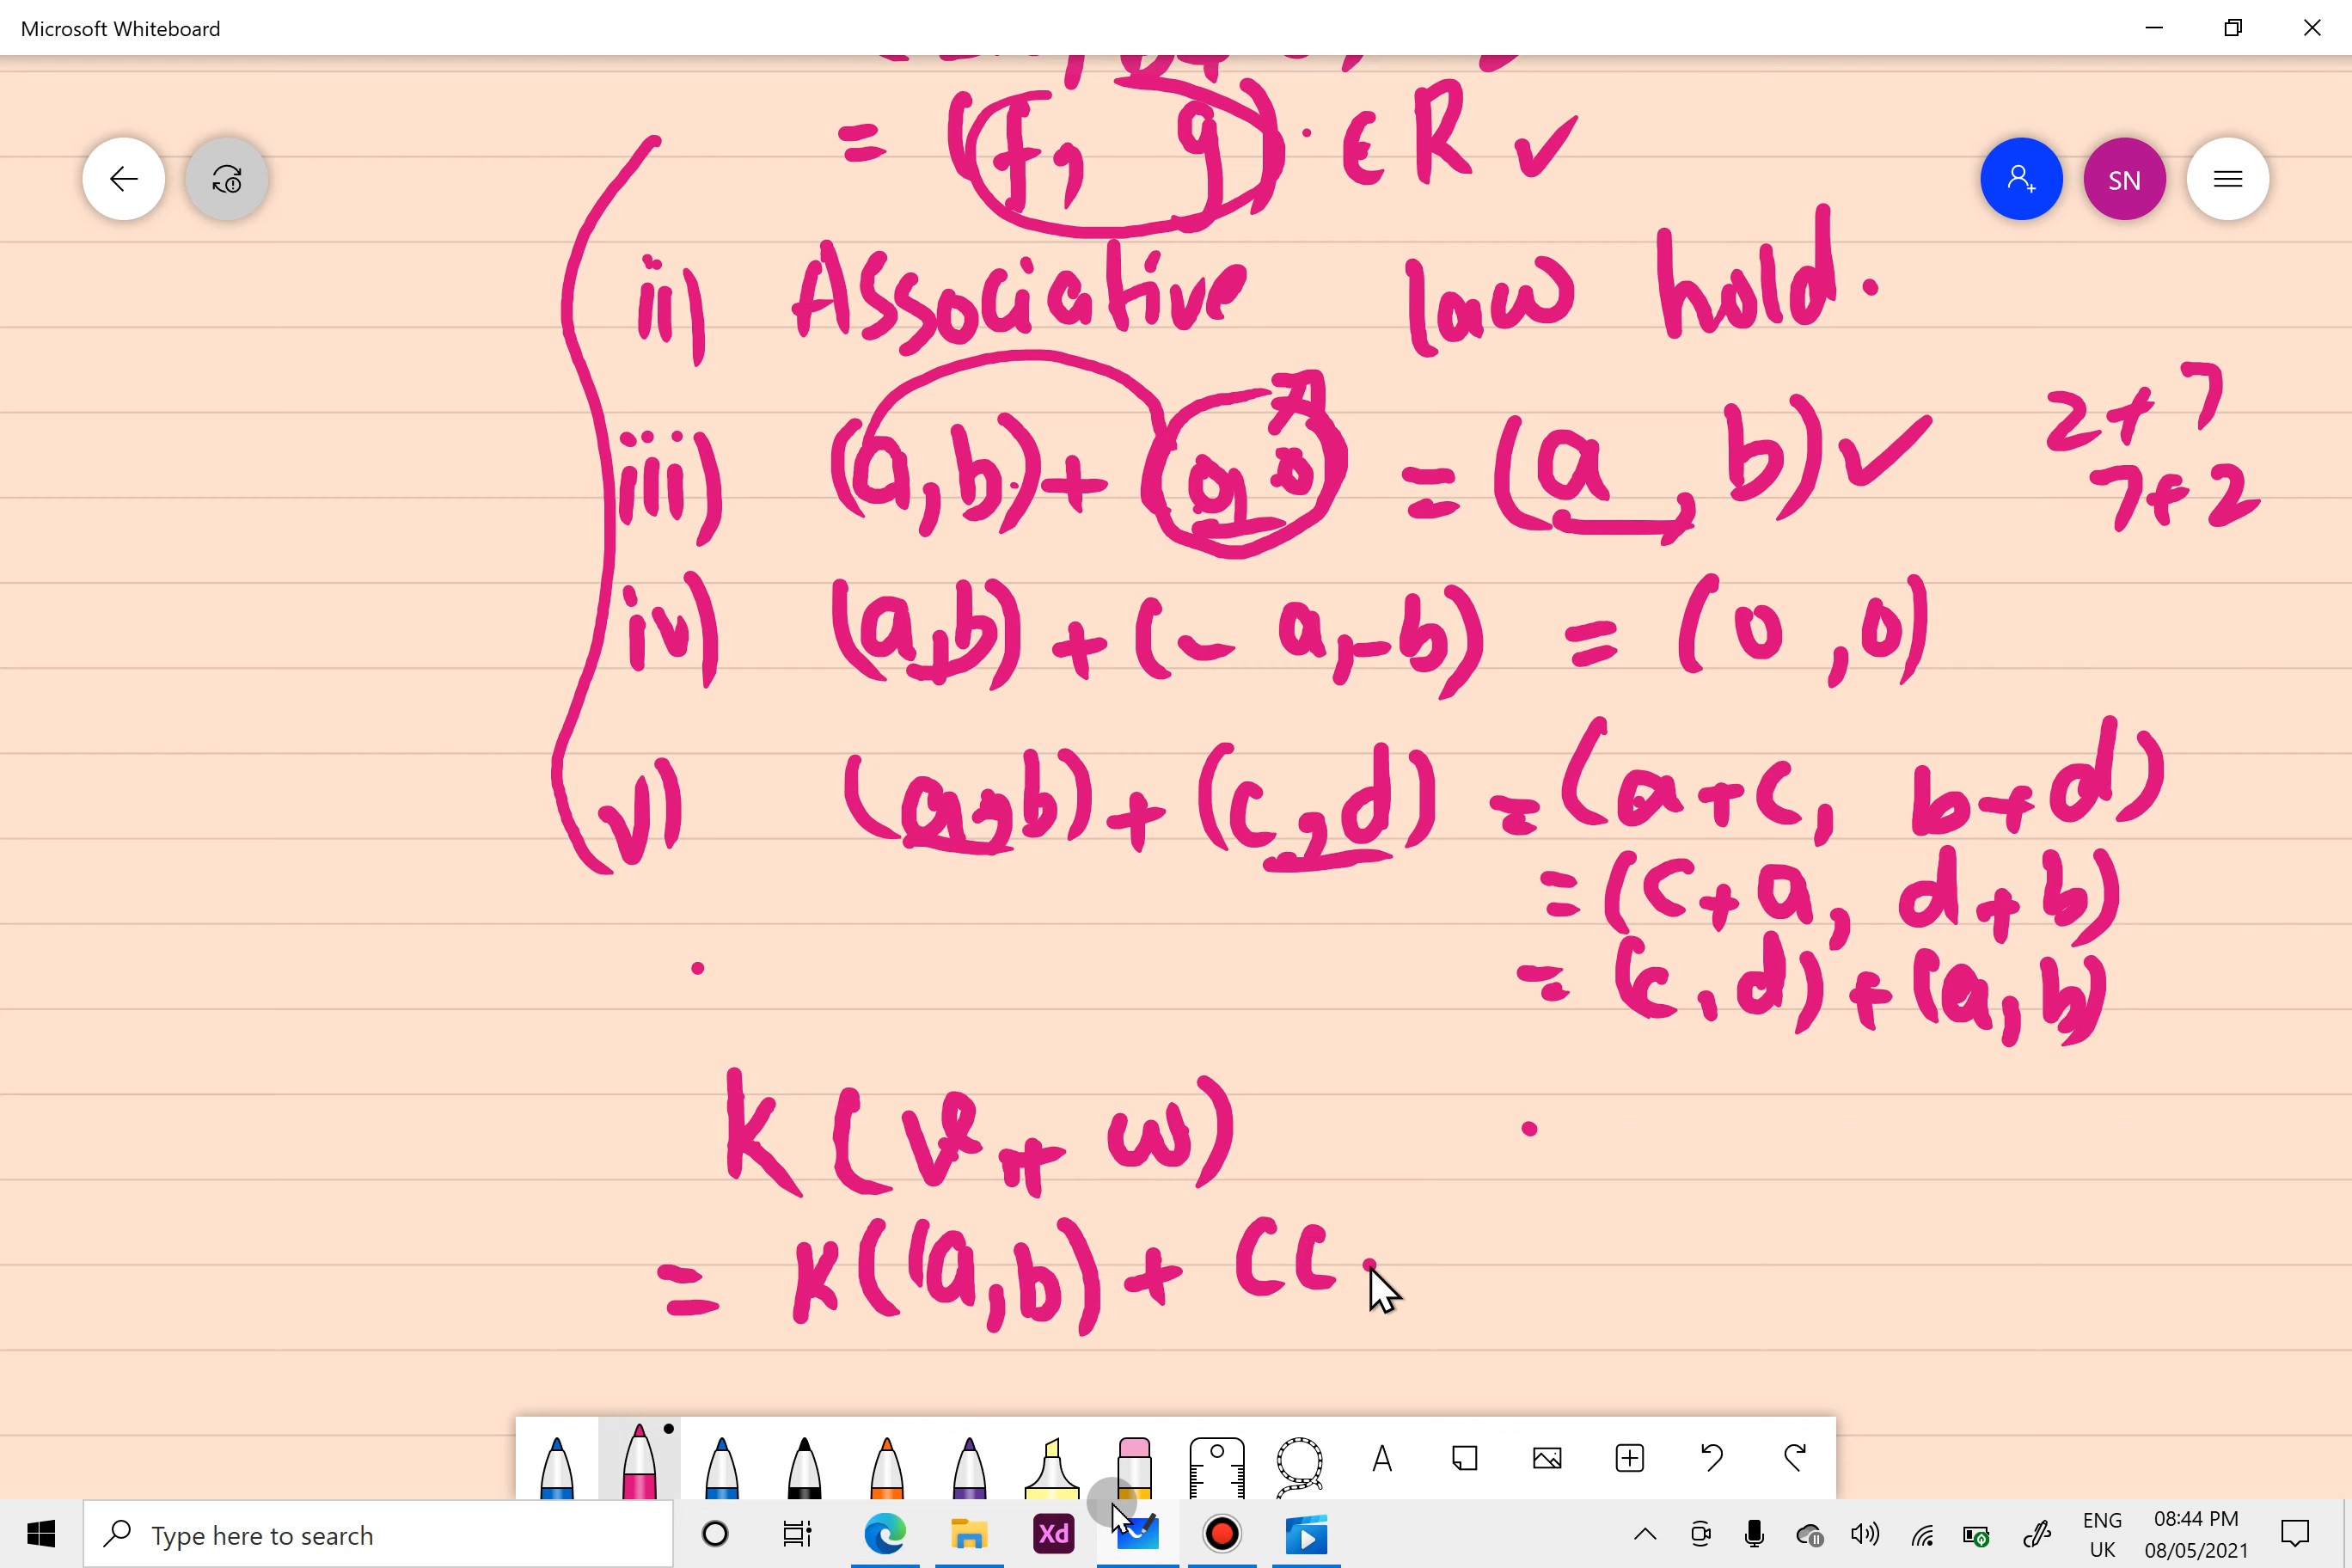 Microsoft Whiteboard
= (f, g) . ∈ R ✓
SN
ii) Associative law hold.
iii) (a,b) + (0,0) = (a, b) ✓
2+7
7+2
iv) (a,b) + (-a,-b) = (0,0)
v) (a,b) + (c,d) = (a+c, b+d)
= (c+a, d+b)
= (c,d)+(a,b)
K(v+w)
= K((a,b) + (c
A
Type here to search
Xd
ENG
UK
08:44 PM
08/05/2021